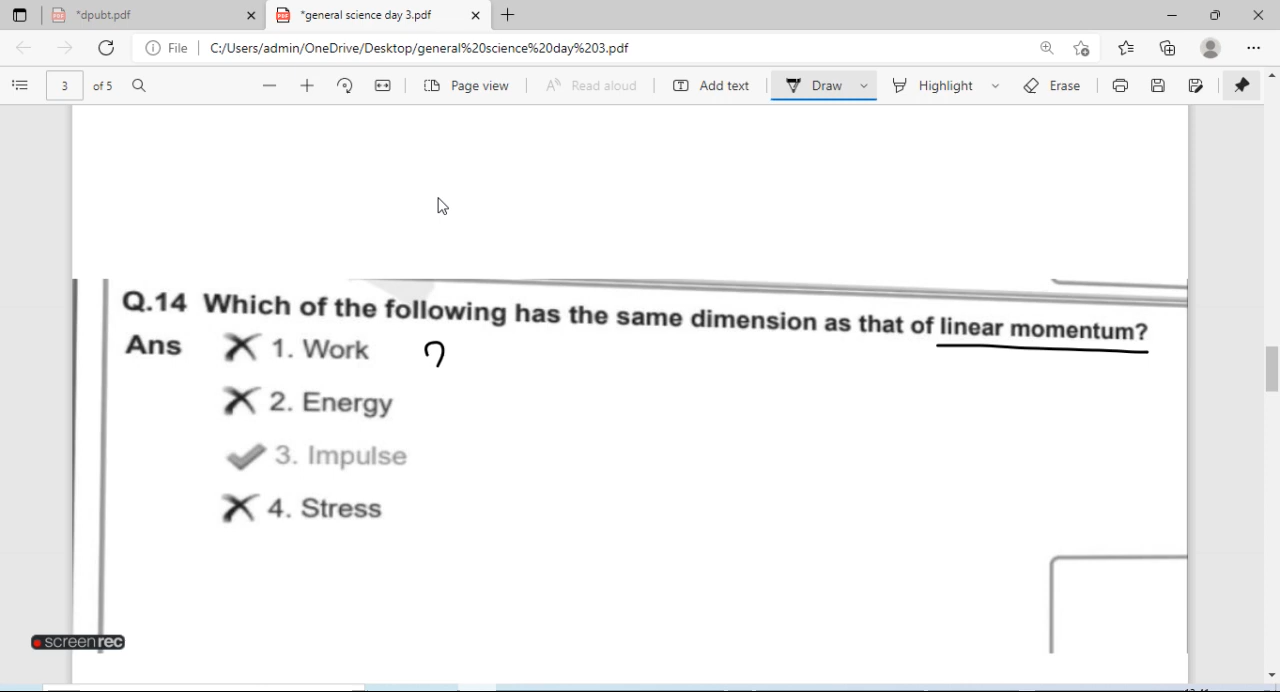 *dpubt.pdf
*general science day 3.pdf
File C:/Users/admin/OneDrive/Desktop/general%20science%20day%203.pdf
3 of 5 Page view Read aloud Add text Draw Highlight Erase
Q.14 Which of the following has the same dimension as that of linear momentum?
Ans 1. Work
2. Energy
3. Impulse
4. Stress
screenrec